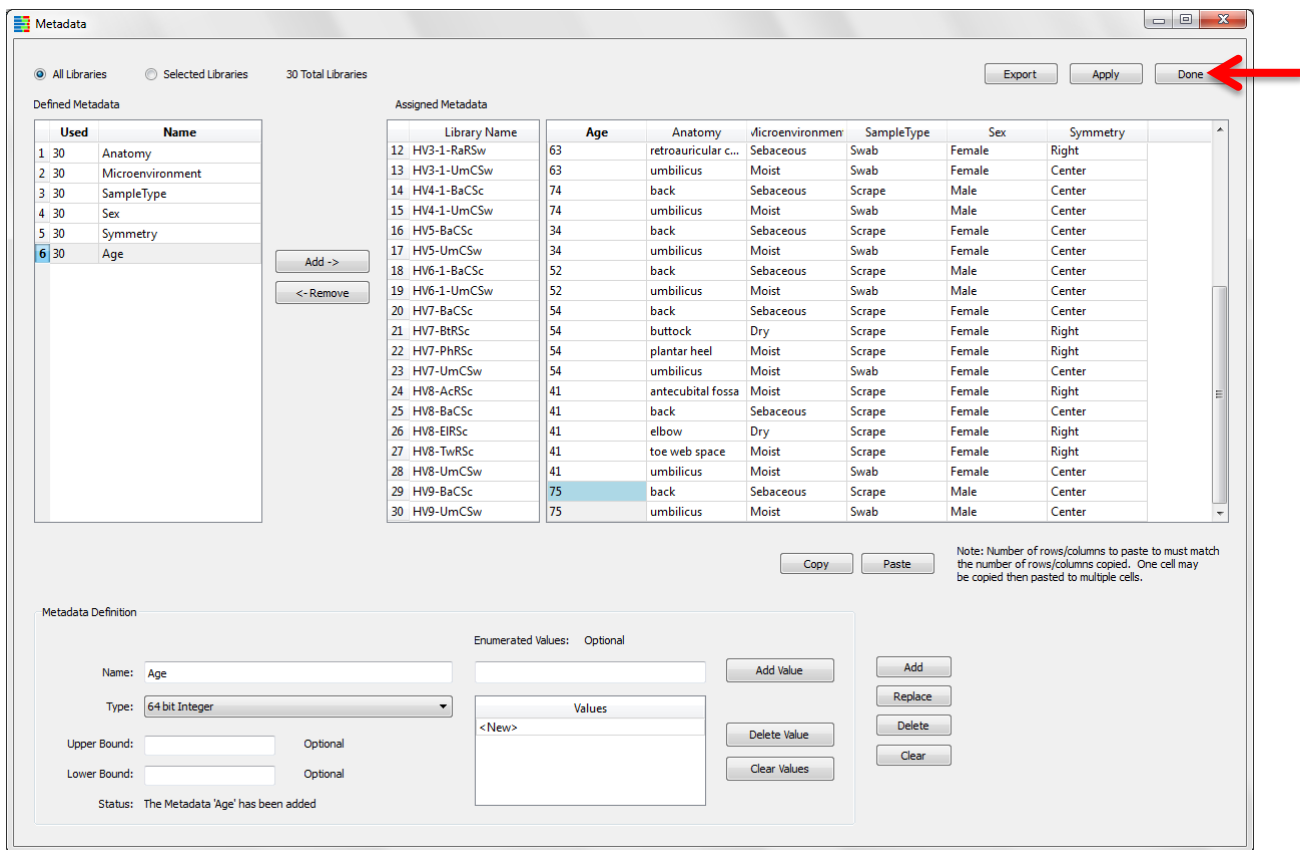 Metadata
All Libraries Selected Libraries 30 Total Libraries Export Apply Done
Defined Metadata Assigned Metadata
Used Name
1 30 Anatomy
2 30 Microenvironment
3 30 SampleType
4 30 Sex
5 30 Symmetry
6 30 Age
Add ->
<- Remove
Library Name Age Anatomy Microenvironmen SampleType Sex Symmetry
12 HV3-1-RaRSw 63 retroauricular c... Sebaceous Swab Female Right
13 HV3-1-UmCSw 63 umbilicus Moist Swab Female Center
14 HV4-1-BaCSc 74 back Sebaceous Scrape Male Center
15 HV4-1-UmCSw 74 umbilicus Moist Swab Male Center
16 HV5-BaCSc 34 back Sebaceous Scrape Female Center
17 HV5-UmCSw 34 umbilicus Moist Swab Female Center
18 HV6-1-BaCSc 52 back Sebaceous Scrape Male Center
19 HV6-1-UmCSw 52 umbilicus Moist Swab Male Center
20 HV7-BaCSc 54 back Sebaceous Scrape Female Center
21 HV7-BtRSc 54 buttock Dry Scrape Female Right
22 HV7-PhRSc 54 plantar heel Moist Scrape Female Right
23 HV7-UmCSw 54 umbilicus Moist Swab Female Center
24 HV8-AcRSc 41 antecubital fossa Moist Scrape Female Right
25 HV8-BaCSc 41 back Sebaceous Scrape Female Center
26 HV8-ElRSc 41 elbow Dry Scrape Female Right
27 HV8-TwRSc 41 toe web space Moist Scrape Female Right
28 HV8-UmCSw 41 umbilicus Moist Swab Female Center
29 HV9-BaCSc 75 back Sebaceous Scrape Male Center
30 HV9-UmCSw 75 umbilicus Moist Swab Male Center
Copy Paste
Note: Number of rows/columns to paste to must match
the number of rows/columns copied. One cell may
be copied then pasted to multiple cells.
Metadata Definition
Enumerated Values: Optional
Name: Age Add Value Add
Type: 64 bit Integer Values Replace
<New>
Upper Bound: Optional Delete Value Delete
Lower Bound: Optional Clear Values Clear
Status: The Metadata 'Age' has been added